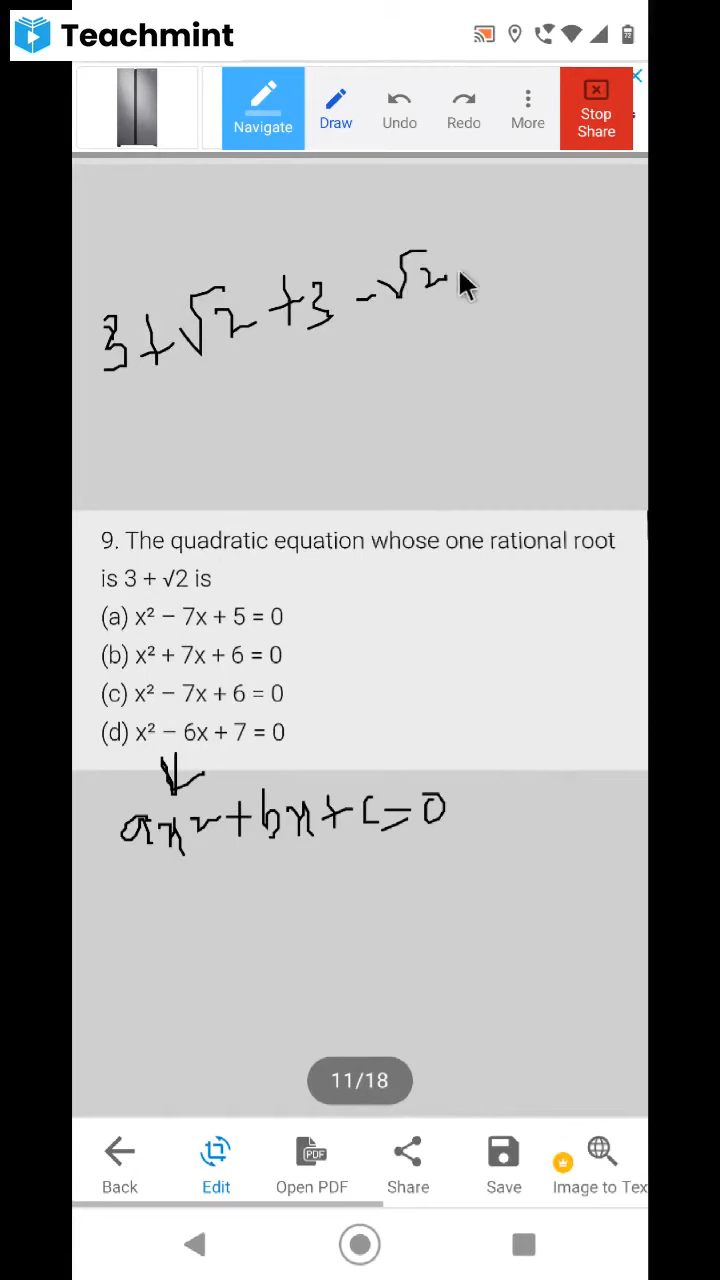 Teachmint
Navigate
Draw
Undo
Redo
More
Stop
Share
3+√2 +3 -√2
9. The quadratic equation whose one rational root
is 3 + √2 is
(a) x² − 7x + 5 = 0
(b) x² + 7x + 6 = 0
(c) x² − 7x + 6 = 0
(d) x² − 6x + 7 = 0
ax²+bx+c=0
11/18
Back
Edit
PDF
Open PDF
Share
Save
Image to Tex